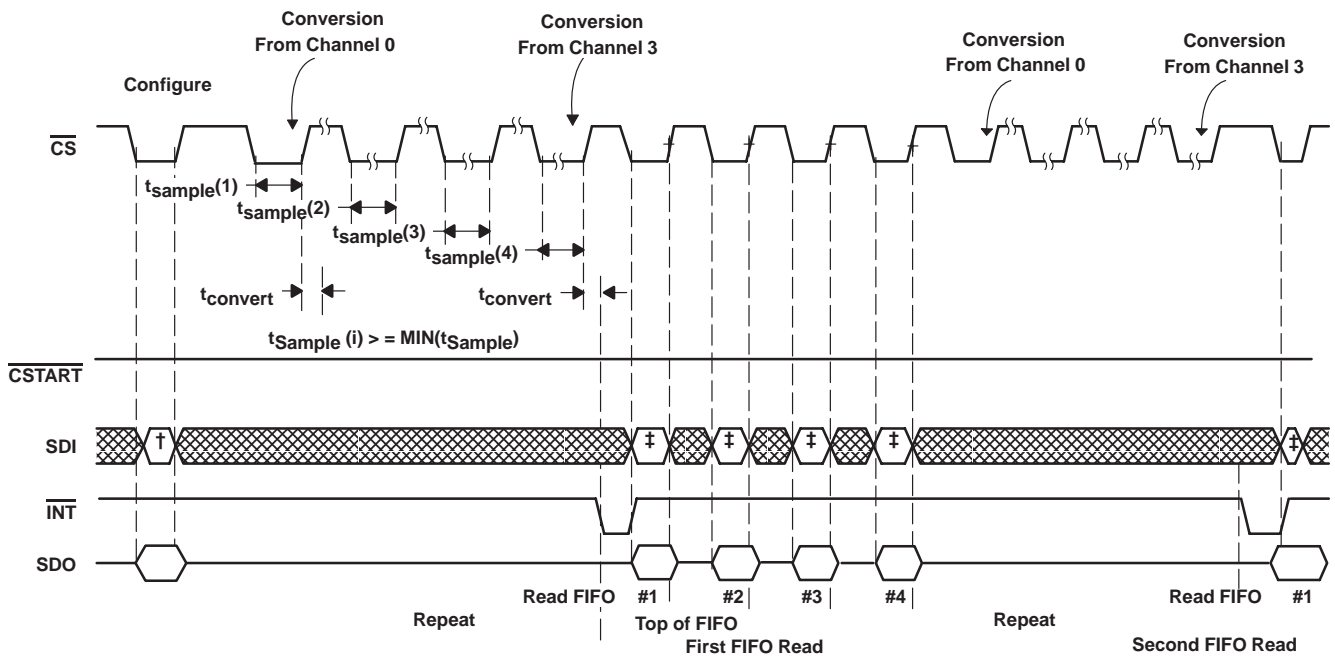 Conversion
From Channel 0
Conversion
From Channel 3
Conversion
From Channel 0
Conversion
From Channel 3
Configure
CS
tsample(1)
tsample(2)
tsample(3)
tsample(4)
tconvert
tconvert
tSample (i) > = MIN(tSample)
CSTART
SDI
†
‡
‡
‡
‡
‡
INT
SDO
Read FIFO
#1
#2
#3
#4
Read FIFO
#1
Repeat
Top of FIFO
Repeat
First FIFO Read
Second FIFO Read